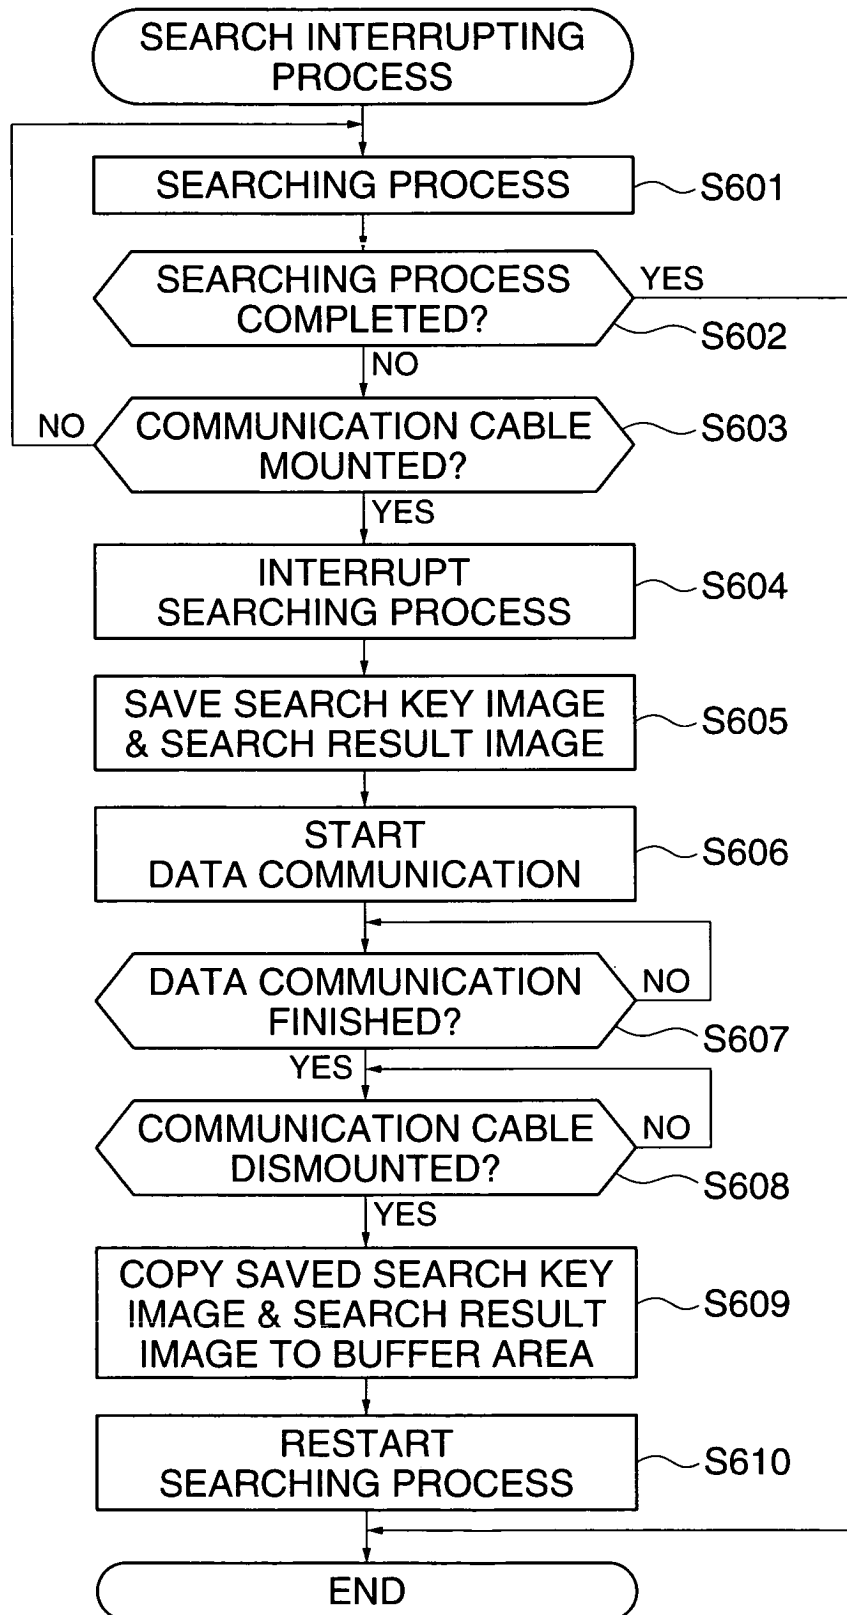 SEARCH INTERRUPTING
PROCESS
SEARCHING PROCESS
S601
SEARCHING PROCESS
COMPLETED?
YES
S602
NO
COMMUNICATION CABLE
MOUNTED?
NO
S603
YES
INTERRUPT
SEARCHING PROCESS
S604
SAVE SEARCH KEY IMAGE
& SEARCH RESULT IMAGE
S605
START
DATA COMMUNICATION
S606
DATA COMMUNICATION
FINISHED?
NO
S607
YES
COMMUNICATION CABLE
DISMOUNTED?
NO
S608
YES
COPY SAVED SEARCH KEY
IMAGE & SEARCH RESULT
IMAGE TO BUFFER AREA
S609
RESTART
SEARCHING PROCESS
S610
END